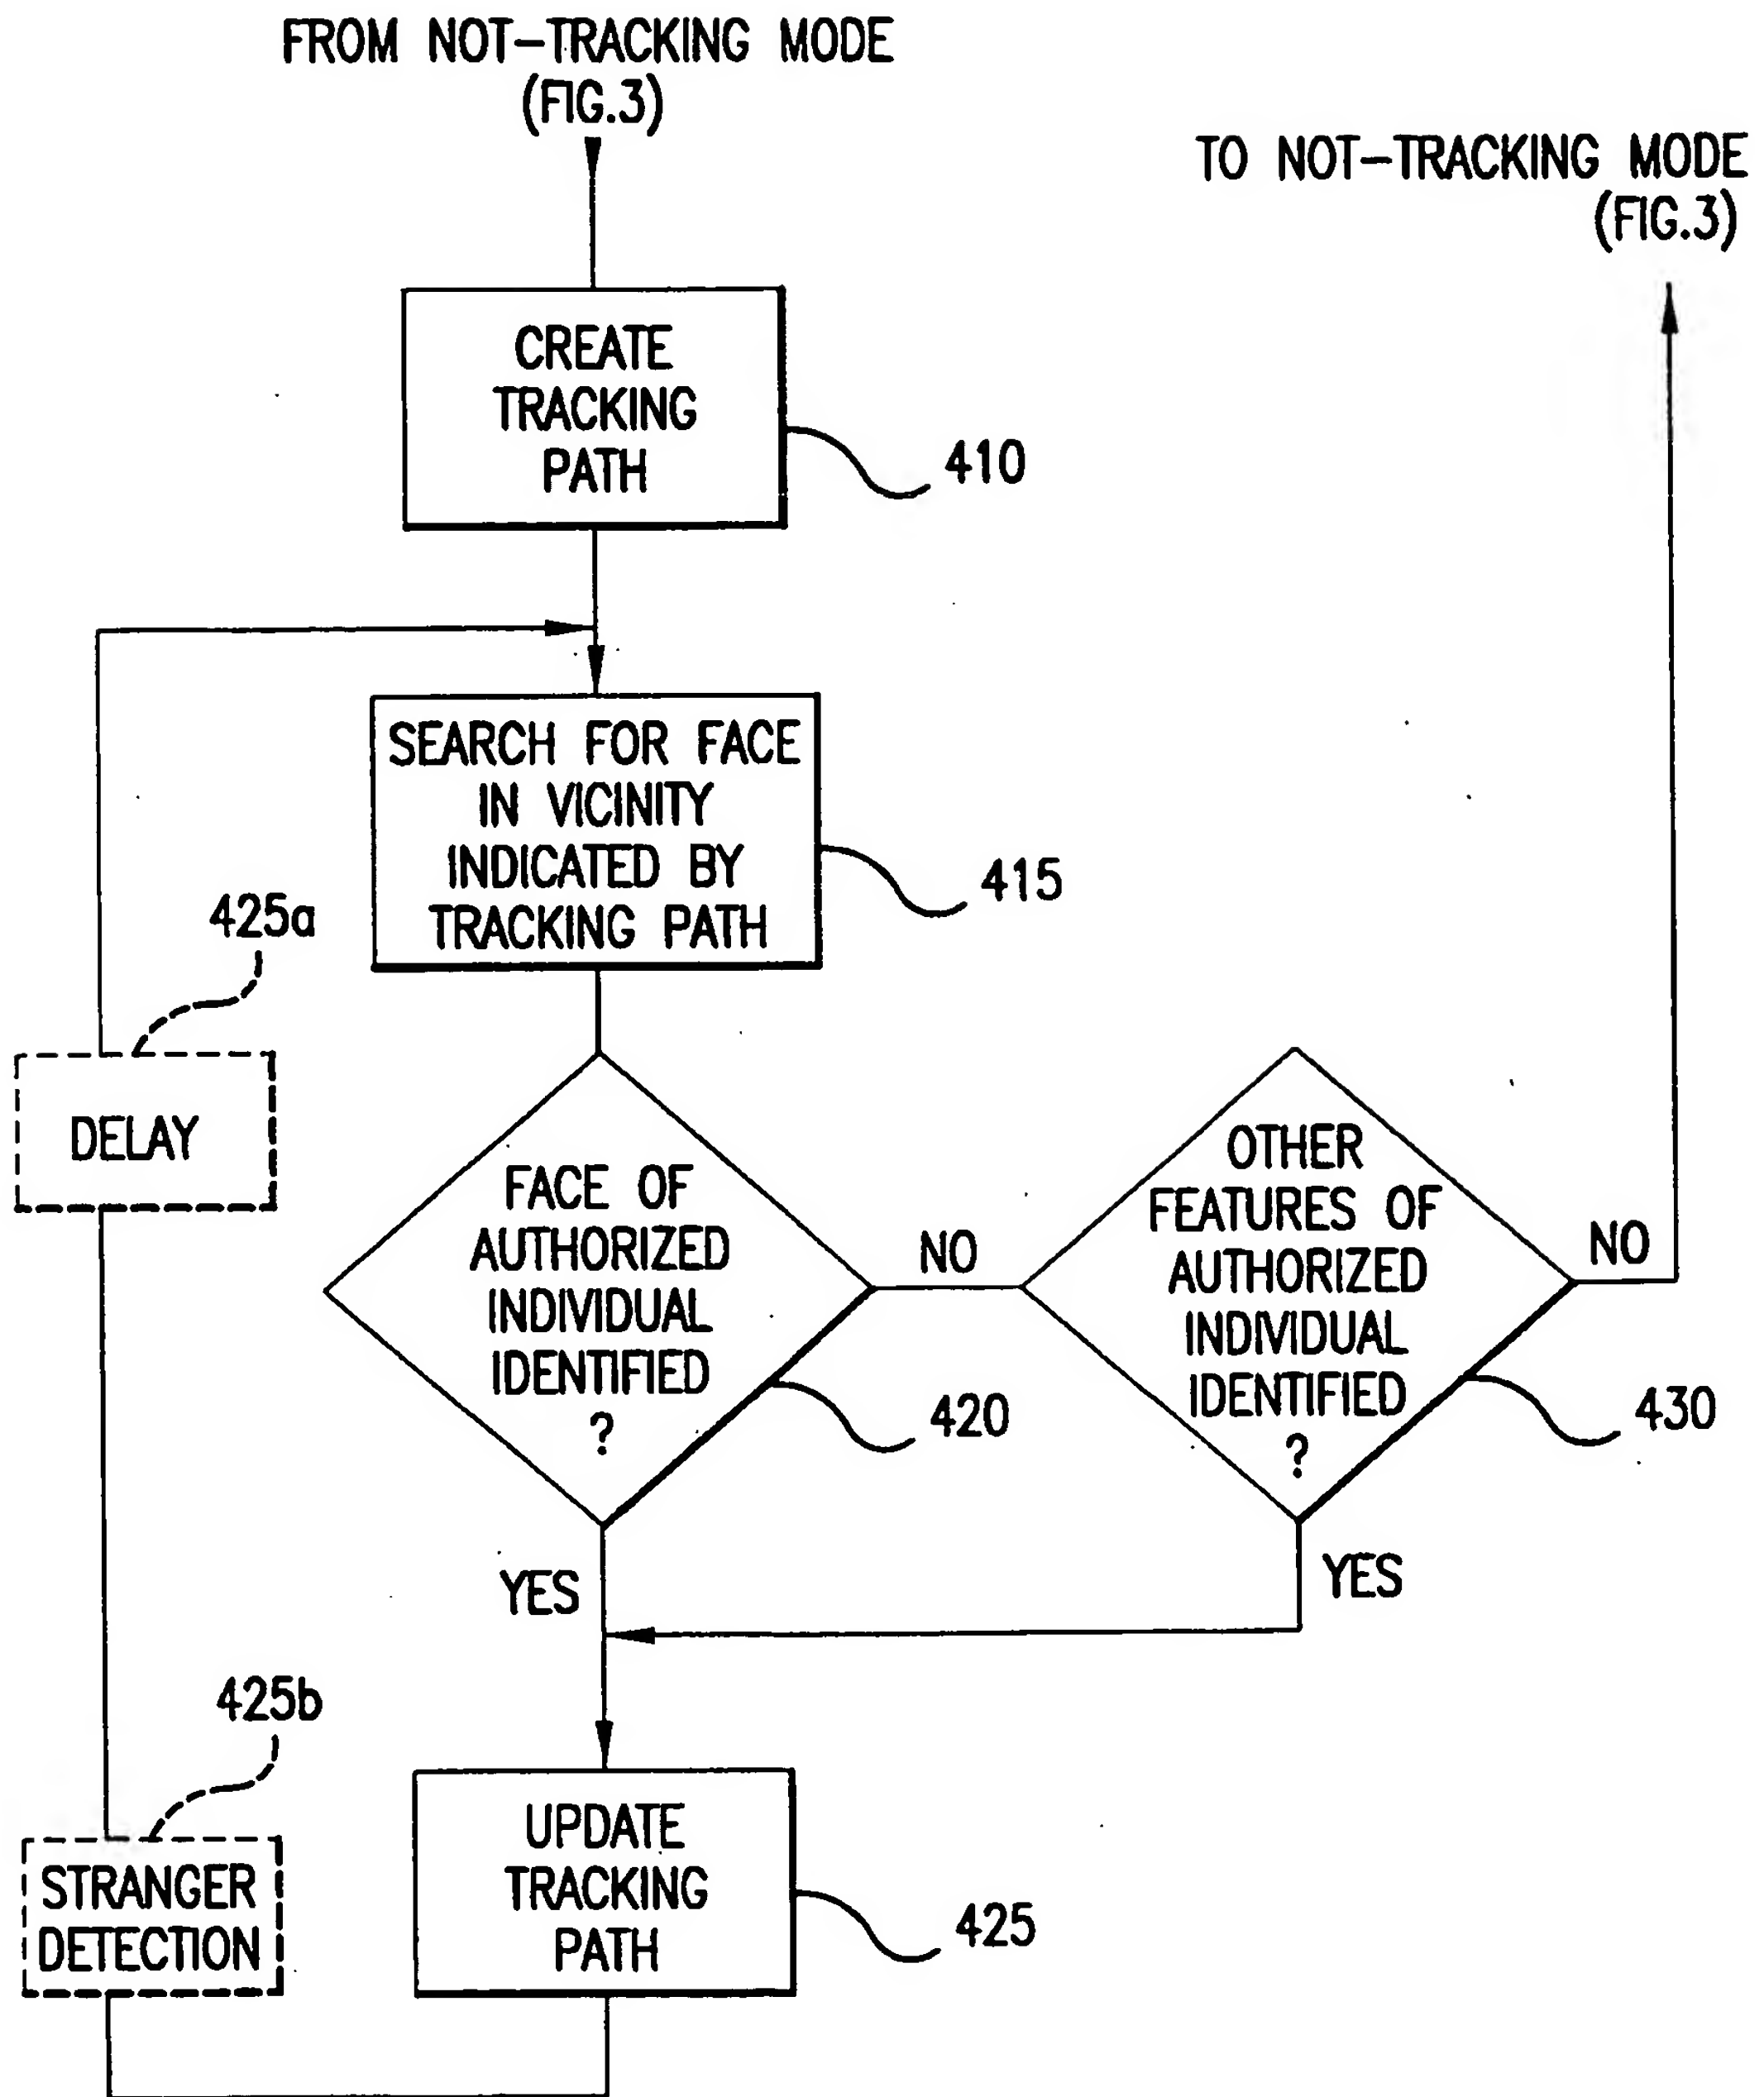 FROM NOT-TRACKING MODE
(FIG.3)
TO NOT-TRACKING MODE
(FIG.3)
CREATE
TRACKING
PATH
410
SEARCH FOR FACE
IN VICINITY
INDICATED BY
TRACKING PATH
415
425a
DELAY
FACE OF
AUTHORIZED
INDIVIDUAL
IDENTIFIED
?
420
NO
OTHER
FEATURES OF
AUTHORIZED
INDIVIDUAL
IDENTIFIED
?
430
NO
YES
YES
425b
STRANGER
DETECTION
UPDATE
TRACKING
PATH
425